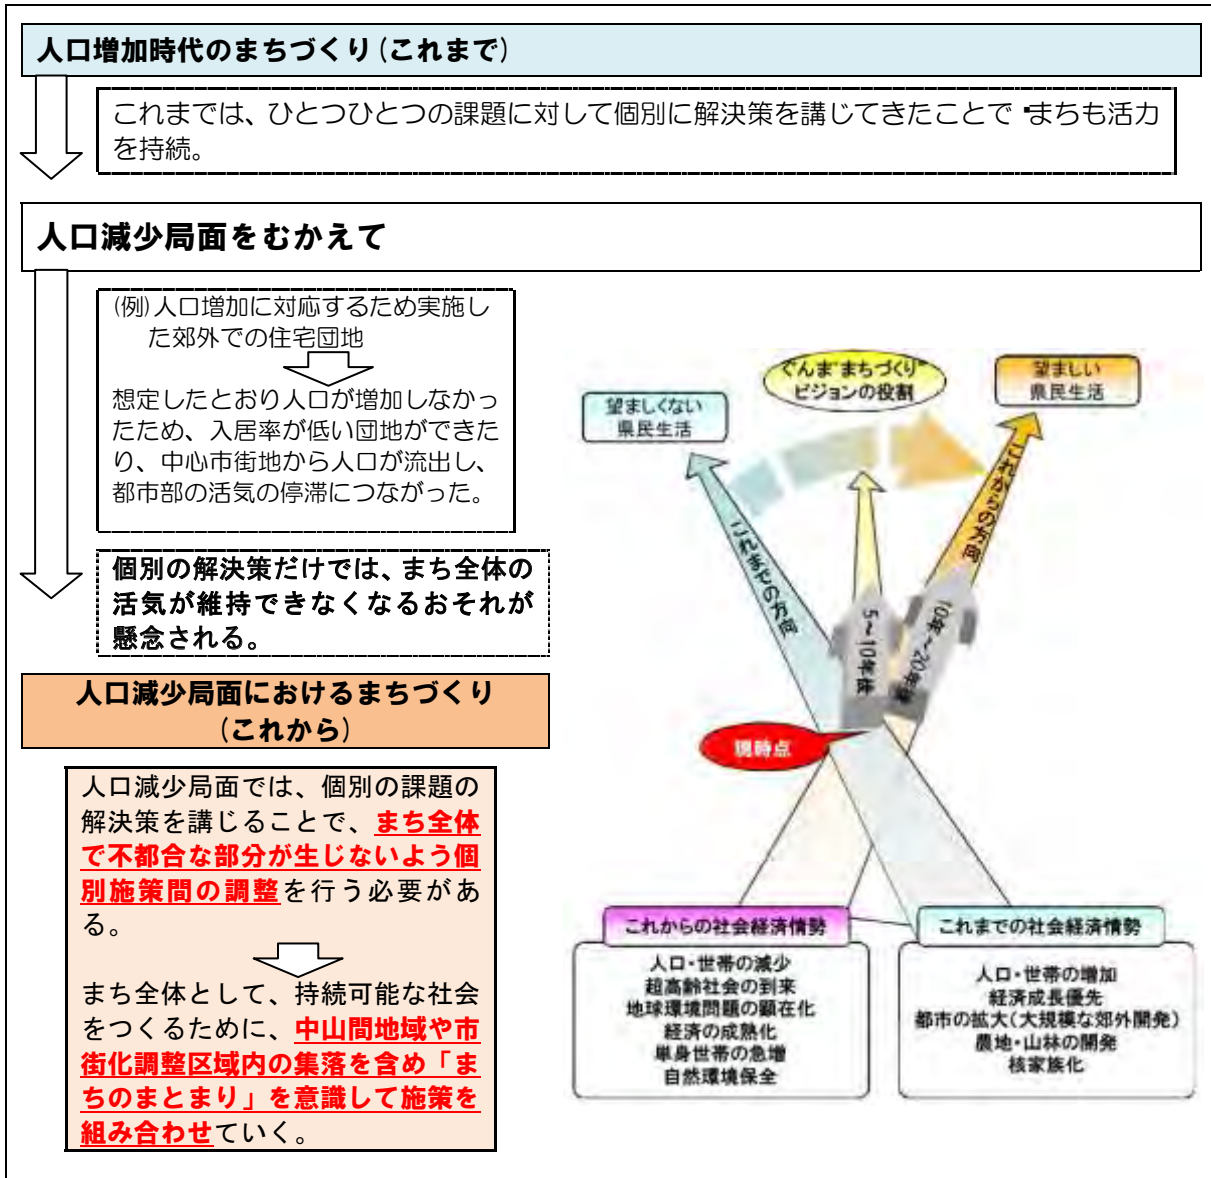 人口増加時代のまちづくり(これまで)
これまでは、ひとつひとつの課題に対して個別に解決策を講じてきたことで ・まちも活力
を持続。
人口減少局面をむかえて
(例)人口増加に対応するため実施し
た郊外での住宅団地
想定したとおり人口が増加しなかっ
たため、入居率が低い団地ができた
り、中心市街地から人口が流出し、
都市部の活気の停滞につながった。
個別の解決策だけでは、まち全体の
活気が維持できなくなるおそれが
懸念される。
人口減少局面におけるまちづくり
(これから)
人口減少局面では、個別の課題の
解決策を講じることで、まち全体
で不都合な部分が生じないよう個
別施策間の調整を行う必要があ
る。
まち全体として、持続可能な社会
をつくるために、中山間地域や市
街化調整区域内の集落を含め「ま
ちのまとまり」を意識して施策を
組み合わせていく。
ぐんま"まちづくり"
ビジョンの役割
望ましい
県民生活
望ましくない
県民生活
これまでの方向
これからの方向
5～10年後
10年～20年後
現時点
これからの社会経済情勢
人口・世帯の減少
超高齢社会の到来
地球環境問題の顕在化
経済の成熟化
単身世帯の急増
自然環境保全
これまでの社会経済情勢
人口・世帯の増加
経済成長優先
都市の拡大(大規模な郊外開発)
農地・山林の開発
核家族化